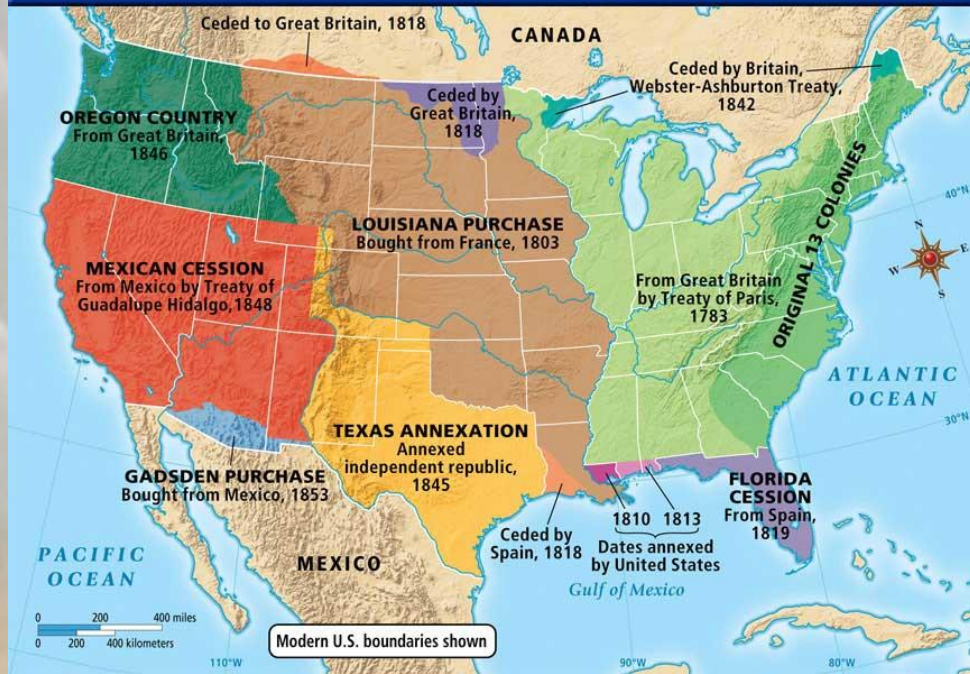 Ceded to Great Britain, 1818
CANADA
Ceded by Britain,
Webster-Ashburton Treaty,
1842
Ceded by
Great Britain,
1818
OREGON COUNTRY
From Great Britain,
1846
LOUISIANA PURCHASE
Bought from France, 1803
MEXICAN CESSION
From Mexico by Treaty of
Guadalupe Hidalgo, 1848
From Great Britain
by Treaty of Paris,
1783
ORIGINAL 13 COLONIES
40°N
N
E
S
W
ATLANTIC
OCEAN
30°N
TEXAS ANNEXATION
Annexed
independent republic,
1845
GADSDEN PURCHASE
Bought from Mexico, 1853
Ceded by
Spain, 1818
1810 1813
Dates annexed
by United States
FLORIDA
CESSION
From Spain,
1819
PACIFIC
OCEAN
MEXICO
Gulf of Mexico
0 200 400 miles
0 200 400 kilometers
Modern U.S. boundaries shown
110°W
90°W
80°W